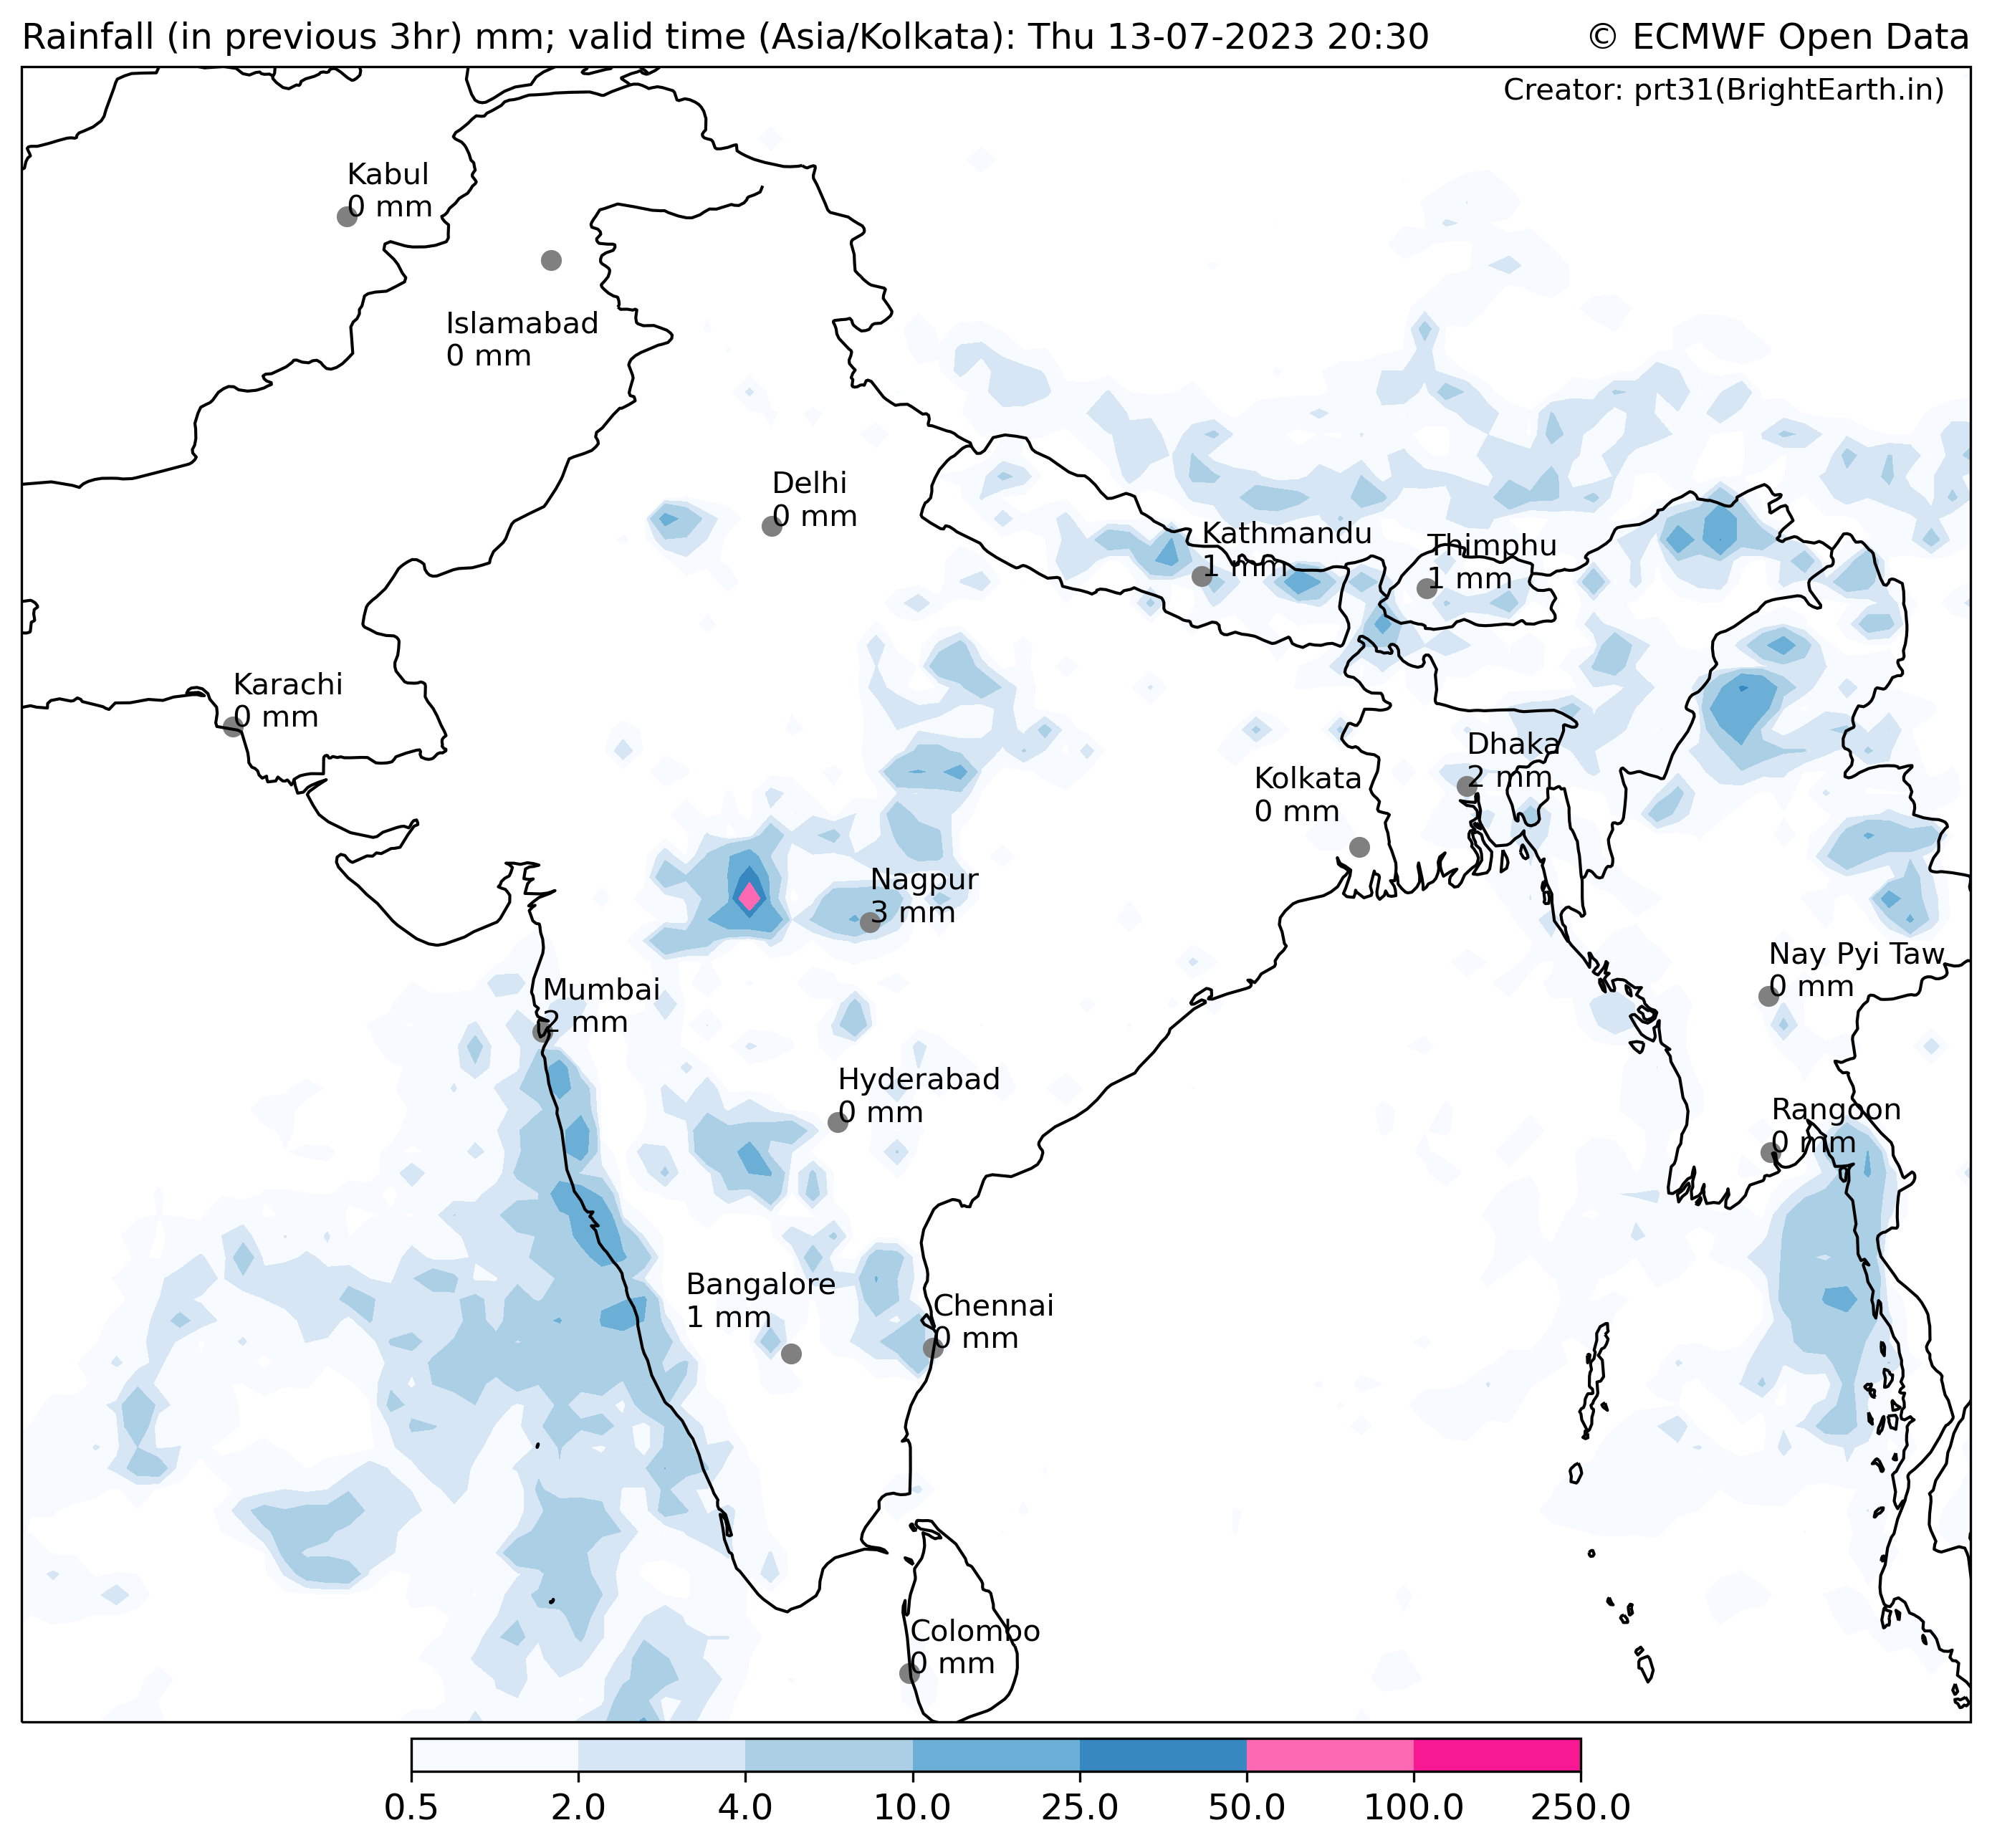 Rainfall (in previous 3hr) mm; valid time (Asia/Kolkata): Thu 13-07-2023 20:30
© ECMWF Open Data
Creator: prt31(BrightEarth.in)
Kabul
0 mm
Islamabad
0 mm
Delhi
0 mm
Kathmandu
1 mm
Thimphu
1 mm
Karachi
0 mm
Dhaka
2 mm
Kolkata
0 mm
Nagpur
3 mm
Nay Pyi Taw
0 mm
Mumbai
2 mm
Hyderabad
0 mm
Rangoon
0 mm
Bangalore
1 mm
Chennai
0 mm
Colombo
0 mm
0.5 2.0 4.0 10.0 25.0 50.0 100.0 250.0